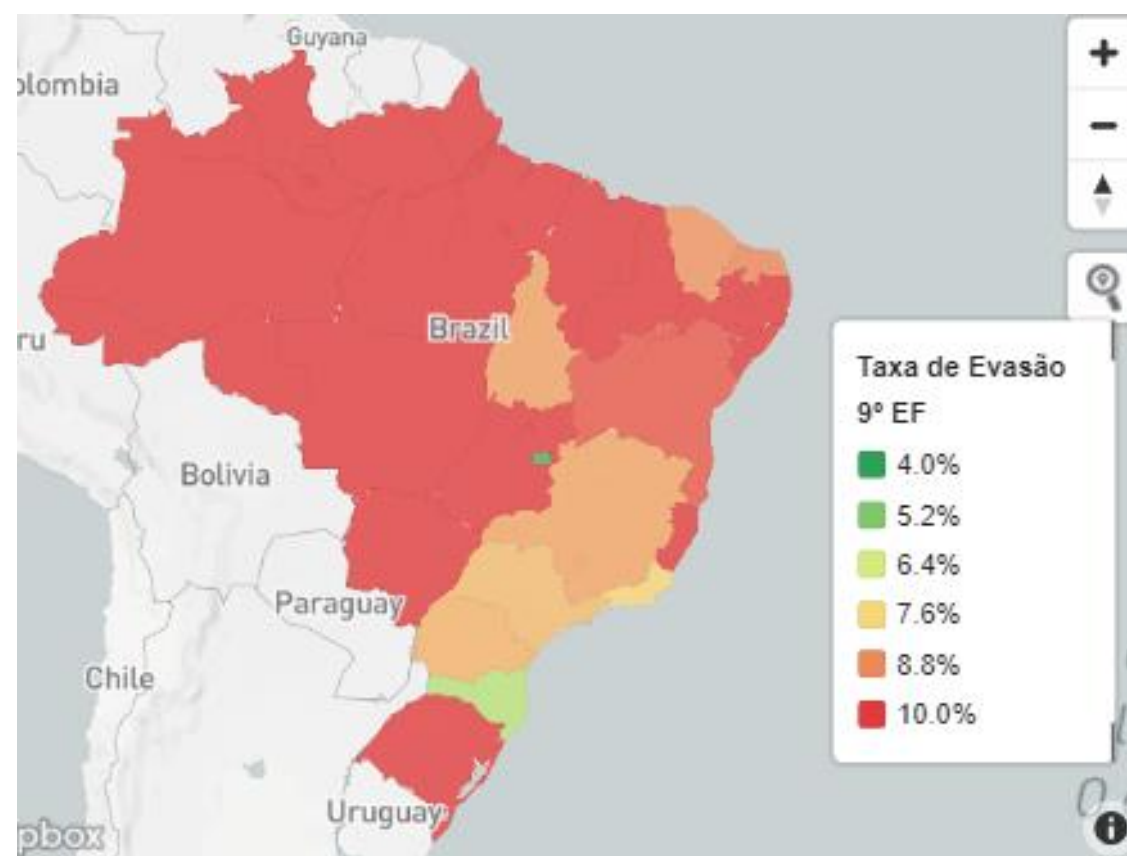 Guyana
olombia
Brazil
ru
Bolivia
Paraguay
Chile
Uruguay
pbox
Taxa de Evasão
9º EF
4.0%
5.2%
6.4%
7.6%
8.8%
10.0%